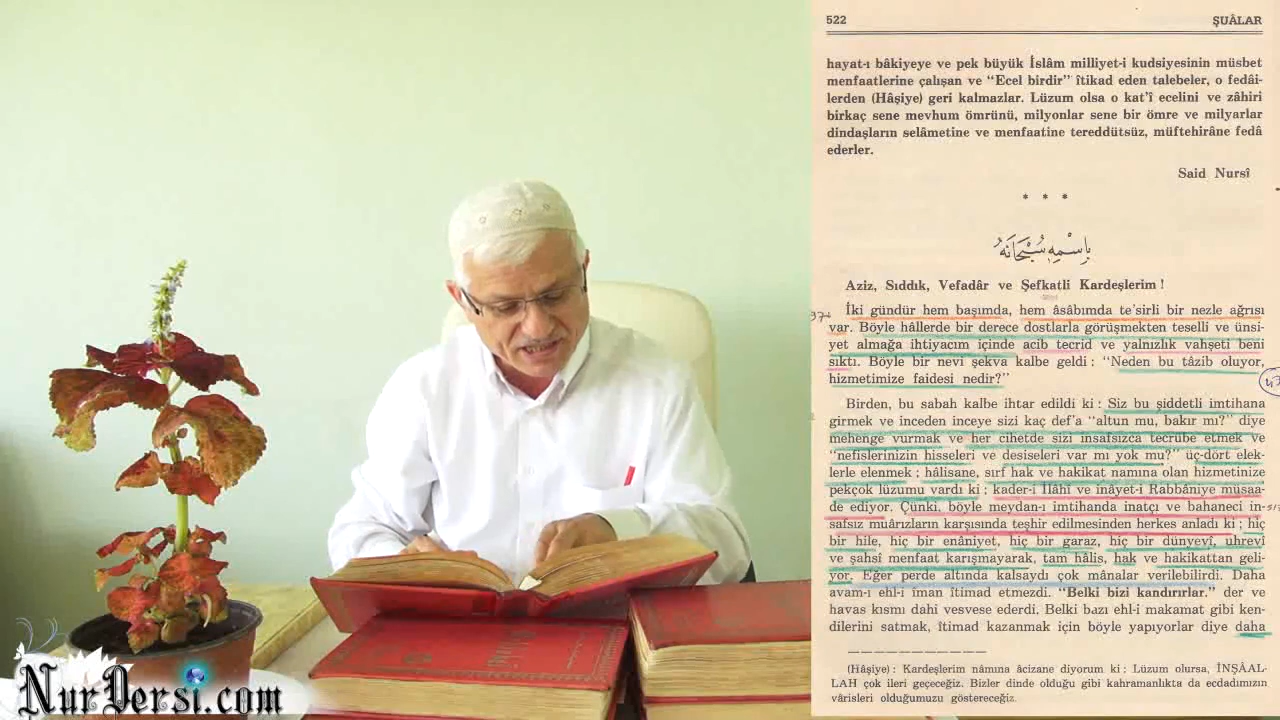 522 ŞUÂLAR
hayat-ı bâkiyeye ve pek büyük İslâm milliyet-i kudsiyesinin müsbet
menfaatlerine çalışan ve "Ecel birdir" îtikad eden talebeler, o fedâi-
lerden (Hâşiye) geri kalmazlar. Lüzum olsa o kat'î ecelini ve zâhiri
birkaç sene mevhum ömrünü, milyonlar sene bir ömre ve milyarlar
dindaşların selâmetine ve menfaatine tereddütsüz, müftehirâne fedâ
ederler.
Said Nursî
* * *
بِاسْمِهِ سُبْحَانَهُ
Aziz, Sıddık, Vefadâr ve Şefkatli Kardeşlerim!
İki gündür hem başımda, hem âsâbımda te'sirli bir nezle ağrısı
var. Böyle hâllerde bir derece dostlarla görüşmekten teselli ve ünsi-
yet almağa ihtiyacım içinde acib tecrid ve yalnızlık vahşeti beni
sıktı. Böyle bir nevi şekva kalbe geldi: "Neden bu tâzib oluyor,
hizmetimize faidesi nedir?"
Birden, bu sabah kalbe ihtar edildi ki: Siz bu şiddetli imtihana
girmek ve inceden inceye sizi kaç def'a "altun mu, bakır mı?" diye
mehenge vurmak ve her cihetde sizi insafsızca tecrübe etmek ve
"nefislerinizin hisseleri ve desiseleri var mı yok mu?" üç-dört elek-
lerle elenmek; hâlisane, sırf hak ve hakikat namına olan hizmetinize
pekçok lüzumu vardı ki; kader-i İlâhî ve inâyet-i Rabbâniye müsaa-
de ediyor. Çünki, böyle meydan-ı imtihanda inatçı ve bahaneci in-
safsız muârızların karşısında teşhir edilmesinden herkes anladı ki; hiç
bir hile, hiç bir enâniyet, hiç bir garaz, hiç bir dünyevî, uhrevî
ve şahsî menfaat karışmayarak, tam hâlis, hak ve hakikattan geli-
yor. Eğer perde altında kalsaydı çok mânalar verilebilirdi. Daha
avam-ı ehl-i îman îtimad etmezdi. "Belki bizi kandırırlar." der ve
havas kısmı dahi vesvese ederdi. Belki bazı ehl-i makamat gibi ken-
dilerini satmak, îtimad kazanmak için böyle yapıyorlar diye daha
(Hâşiye): Kardeşlerim nâmına âcizane diyorum ki: Lüzum olursa, İNŞÂAL-
LAH çok ileri geçeceğiz. Bizler dinde olduğu gibi kahramanlıkta da ecdadımızın
vârisleri olduğumuzu göstereceğiz.
NurDersi.com